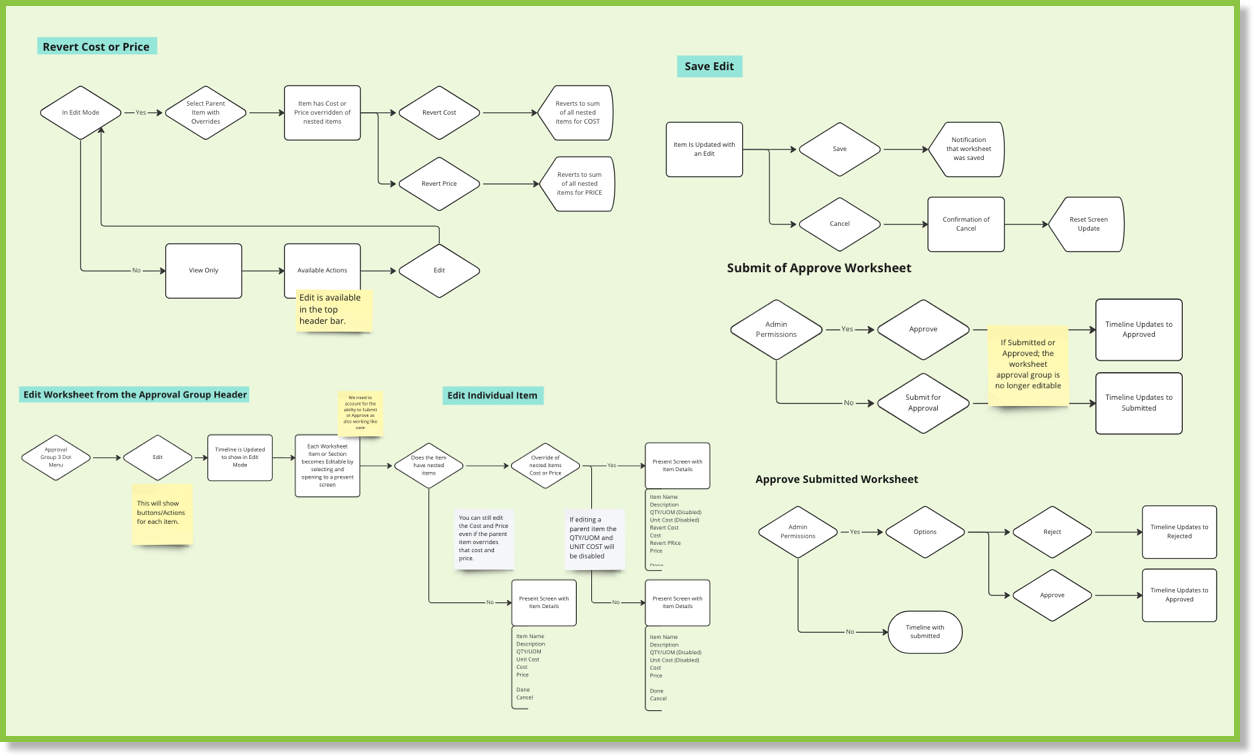 Revert Cost or Price
In Edit Mode
Yes
Select Parent
Item with
Overrides
Item has Cost or
Price overridden of
nested items
Revert Cost
Reverts to sum
of all nested
items for COST
Revert Price
Reverts to sum
of all nested
items for PRICE
No
View Only
Available Actions
Edit
Edit is available
in the top
header bar.
Save Edit
Item Is Updated with
an Edit
Save
Notification
that worksheet
was saved
Cancel
Confirmation of
Cancel
Reset Screen
Update
Submit of Approve Worksheet
Admin
Permissions
Yes
Approve
If Submitted or
Approved; the
worksheet
approval group is
no longer editable
Timeline Updates to
Approved
No
Submit for
Approval
Timeline Updates to
Submitted
Edit Worksheet from the Approval Group Header
Approval
Group 3 Dot
Menu
Edit
This will show
buttons/Actions
for each item.
Timeline is Updated
to show in Edit
Mode
We need to
account for the
ability to Submit
or Approve as
also working like
save
Each Worksheet
Item or Section
becomes Editable by
selecting and
opening to a present
screen
Edit Individual Item
Does the Item
have nested
items
Override of
nested items
Cost or Price
Yes
Present Screen with
Item Details
Item Name
Description
QTY/UOM (Disabled)
Unit Cost (Disabled)
Revert Cost
Cost
Revert PRice
Price
Done
You can still edit
the Cost and Price
even if the parent
item overrides
that cost and
price.
If editing a
parent item the
QTY/UOM and
UNIT COST will
be disabled
No
Present Screen with
Item Details
Item Name
Description
QTY/UOM
Unit Cost
Cost
Price
Done
Cancel
No
Present Screen with
Item Details
Item Name
Description
QTY/UOM (Disabled)
Unit Cost (Disabled)
Cost
Price
Done
Cancel
Approve Submitted Worksheet
Admin
Permissions
Yes
Options
Reject
Timeline Updates to
Rejected
Approve
Timeline Updates to
Approved
No
Timeline with
submitted